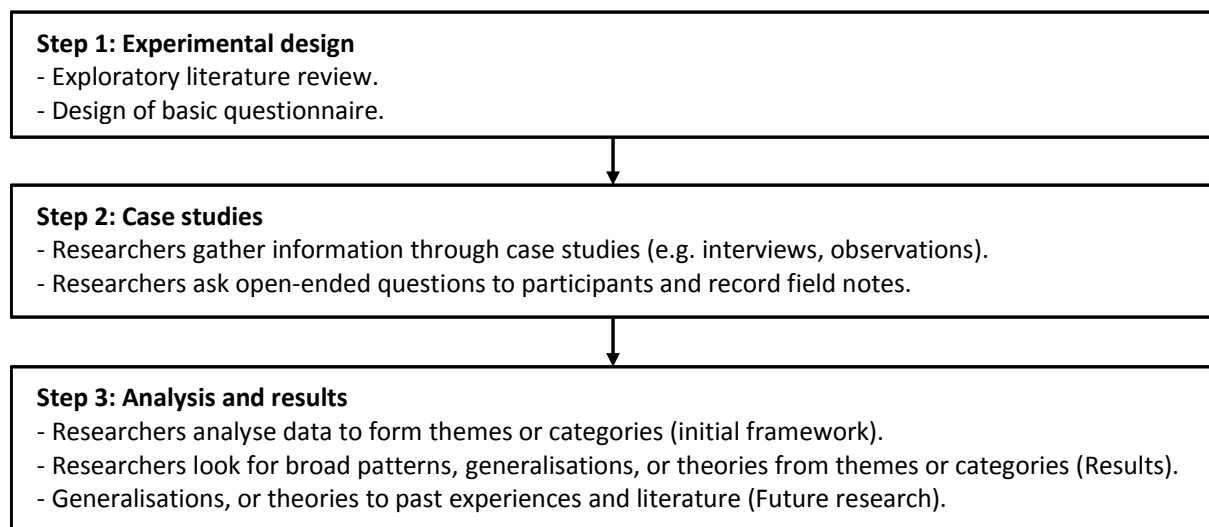 Step 1: Experimental design
- Exploratory literature review.
- Design of basic questionnaire.
Step 2: Case studies
- Researchers gather information through case studies (e.g. interviews, observations).
- Researchers ask open-ended questions to participants and record field notes.
Step 3: Analysis and results
- Researchers analyse data to form themes or categories (initial framework).
- Researchers look for broad patterns, generalisations, or theories from themes or categories (Results).
- Generalisations, or theories to past experiences and literature (Future research).